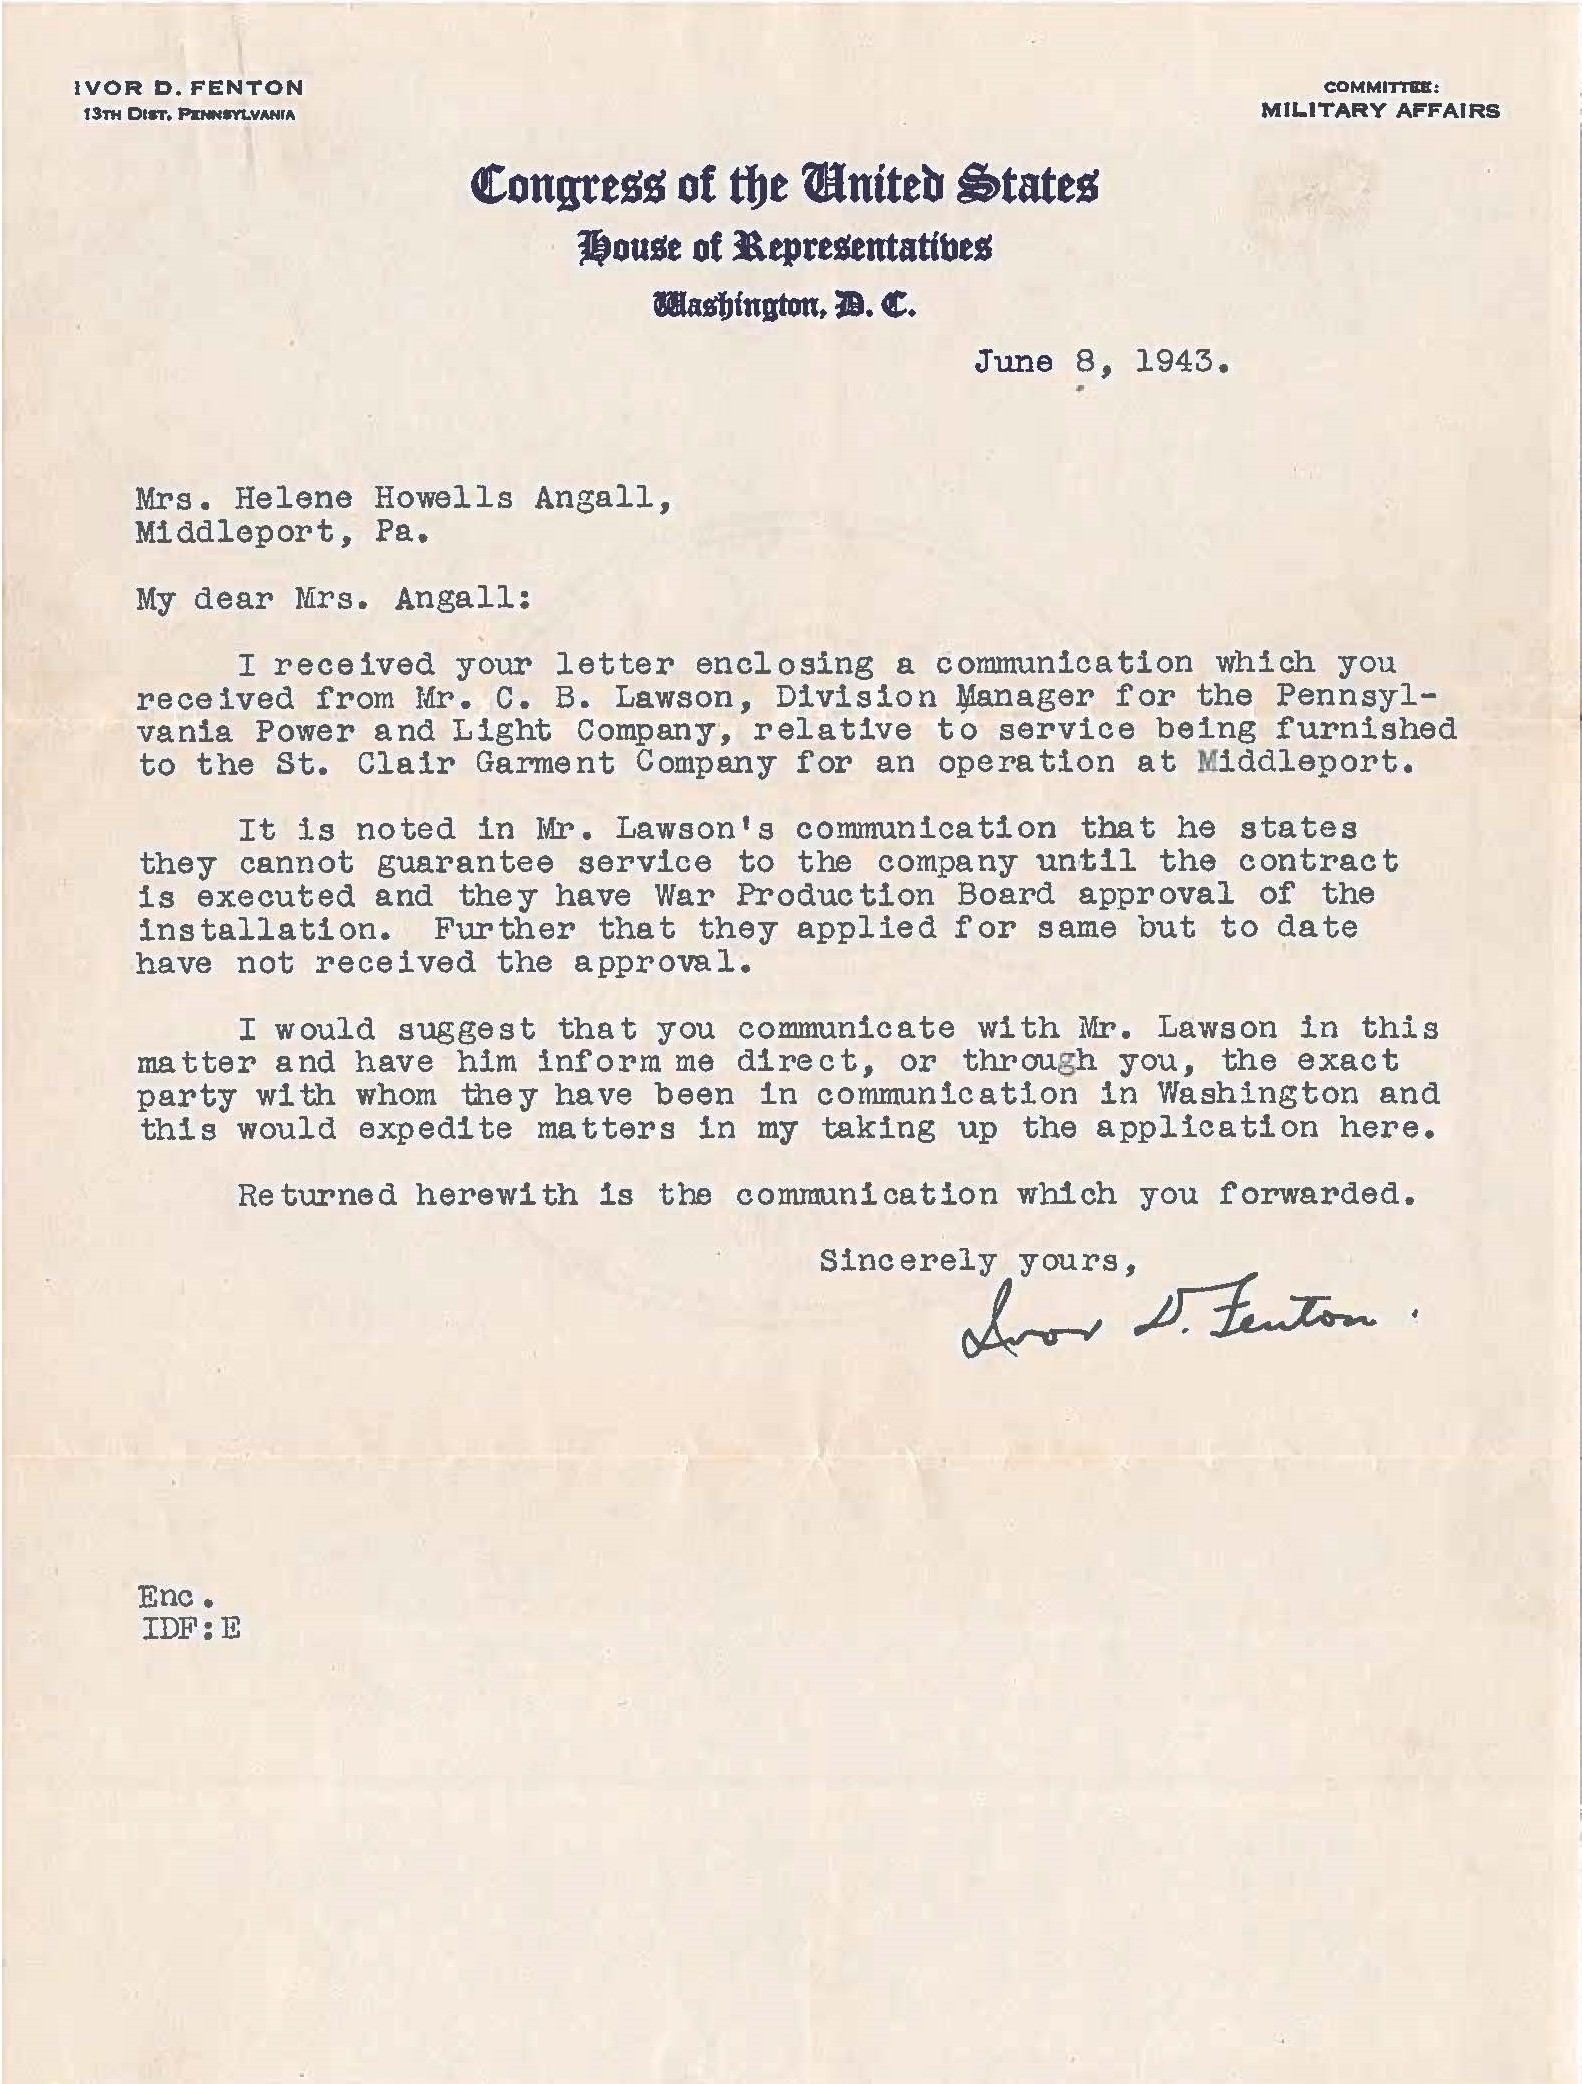 IVOR D. FENTON
13TH DIST. PENNSYLVANIA
COMMITTEE:
MILITARY AFFAIRS
Congress of the United States
House of Representatives
Washington, D. C.
June 8, 1943.
Mrs. Helene Howells Angall,
Middleport, Pa.
My dear Mrs. Angall:
I received your letter enclosing a communication which you
received from Mr. C. B. Lawson, Division Manager for the Pennsyl-
vania Power and Light Company, relative to service being furnished
to the St. Clair Garment Company for an operation at Middleport.
It is noted in Mr. Lawson's communication that he states
they cannot guarantee service to the company until the contract
is executed and they have War Production Board approval of the
installation. Further that they applied for same but to date
have not received the approval.
I would suggest that you communicate with Mr. Lawson in this
matter and have him inform me direct, or through you, the exact
party with whom they have been in communication in Washington and
this would expedite matters in my taking up the application here.
Returned herewith is the communication which you forwarded.
Sincerely yours,
Ivor D. Fenton.
Enc.
IDF:E